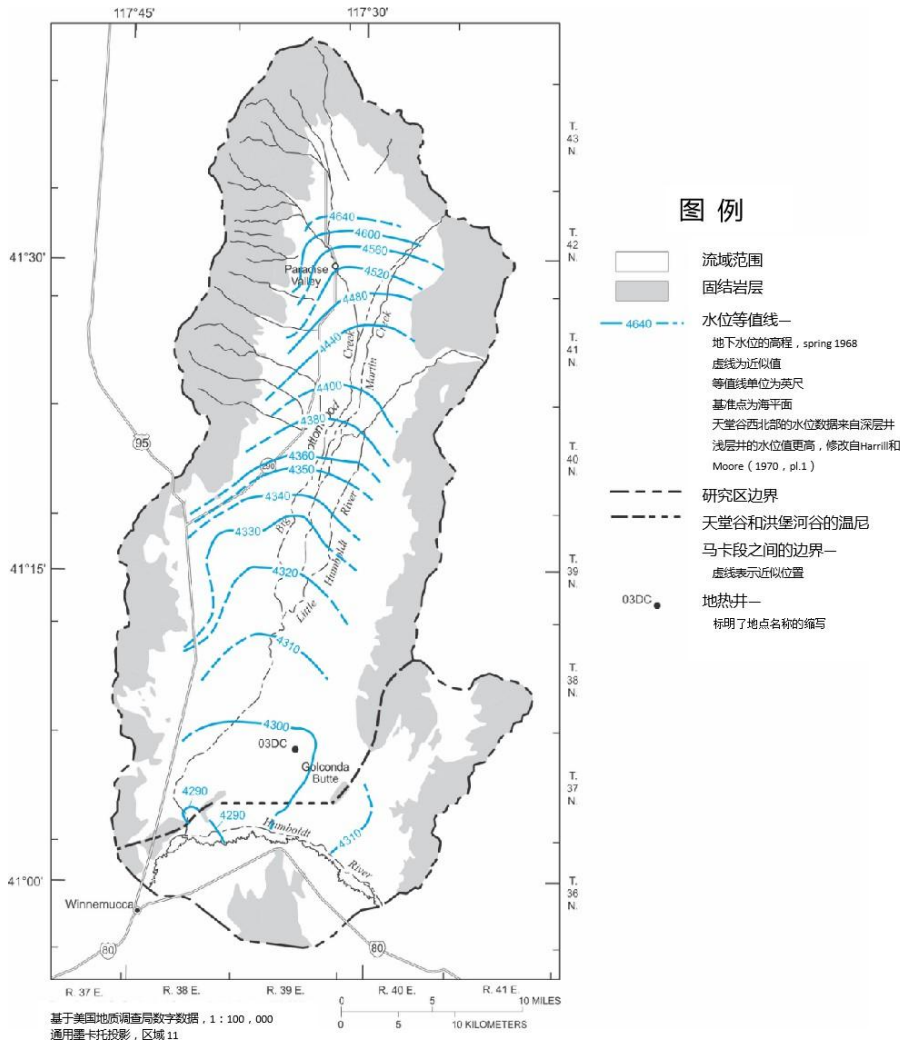 117°45'
117°30'
41°30'
41°15'
41°00'
T.
43
N.
T.
42
N.
T.
41
N.
T.
40
N.
T.
39
N.
T.
38
N.
T.
37
N.
T.
36
N.
4640
4600
4560
Paradise
Valley
4520
4480
4440
Creek
Creek
Martin
4400
4380
95
4360
290
4350
4340
River
4330
Big
Humboldt
4320
Little
4310
4300
03DC
Golconda
Butte
4290
4290
Humboldt
4310
River
Winnemucca
80
80
R. 37 E.
R. 38 E.
R. 39 E.
R. 40 E.
R. 41 E.
0 5 10 MILES
0 5 10 KILOMETERS
基于美国地质调查局数字数据，1：100，000
通用墨卡托投影，区域 11
图 例
流域范围
固结岩层
4640
水位等值线—
地下水位的高程，spring 1968
虚线为近似值
等值线单位为英尺
基准点为海平面
天堂谷西北部的水位数据来自深层井
浅层井的水位值更高，修改自Harrill和
Moore（1970，pl.1）
研究区边界
天堂谷和洪堡河谷的温尼
马卡段之间的边界—
虚线表示近似位置
03DC
地热井—
标明了地点名称的缩写